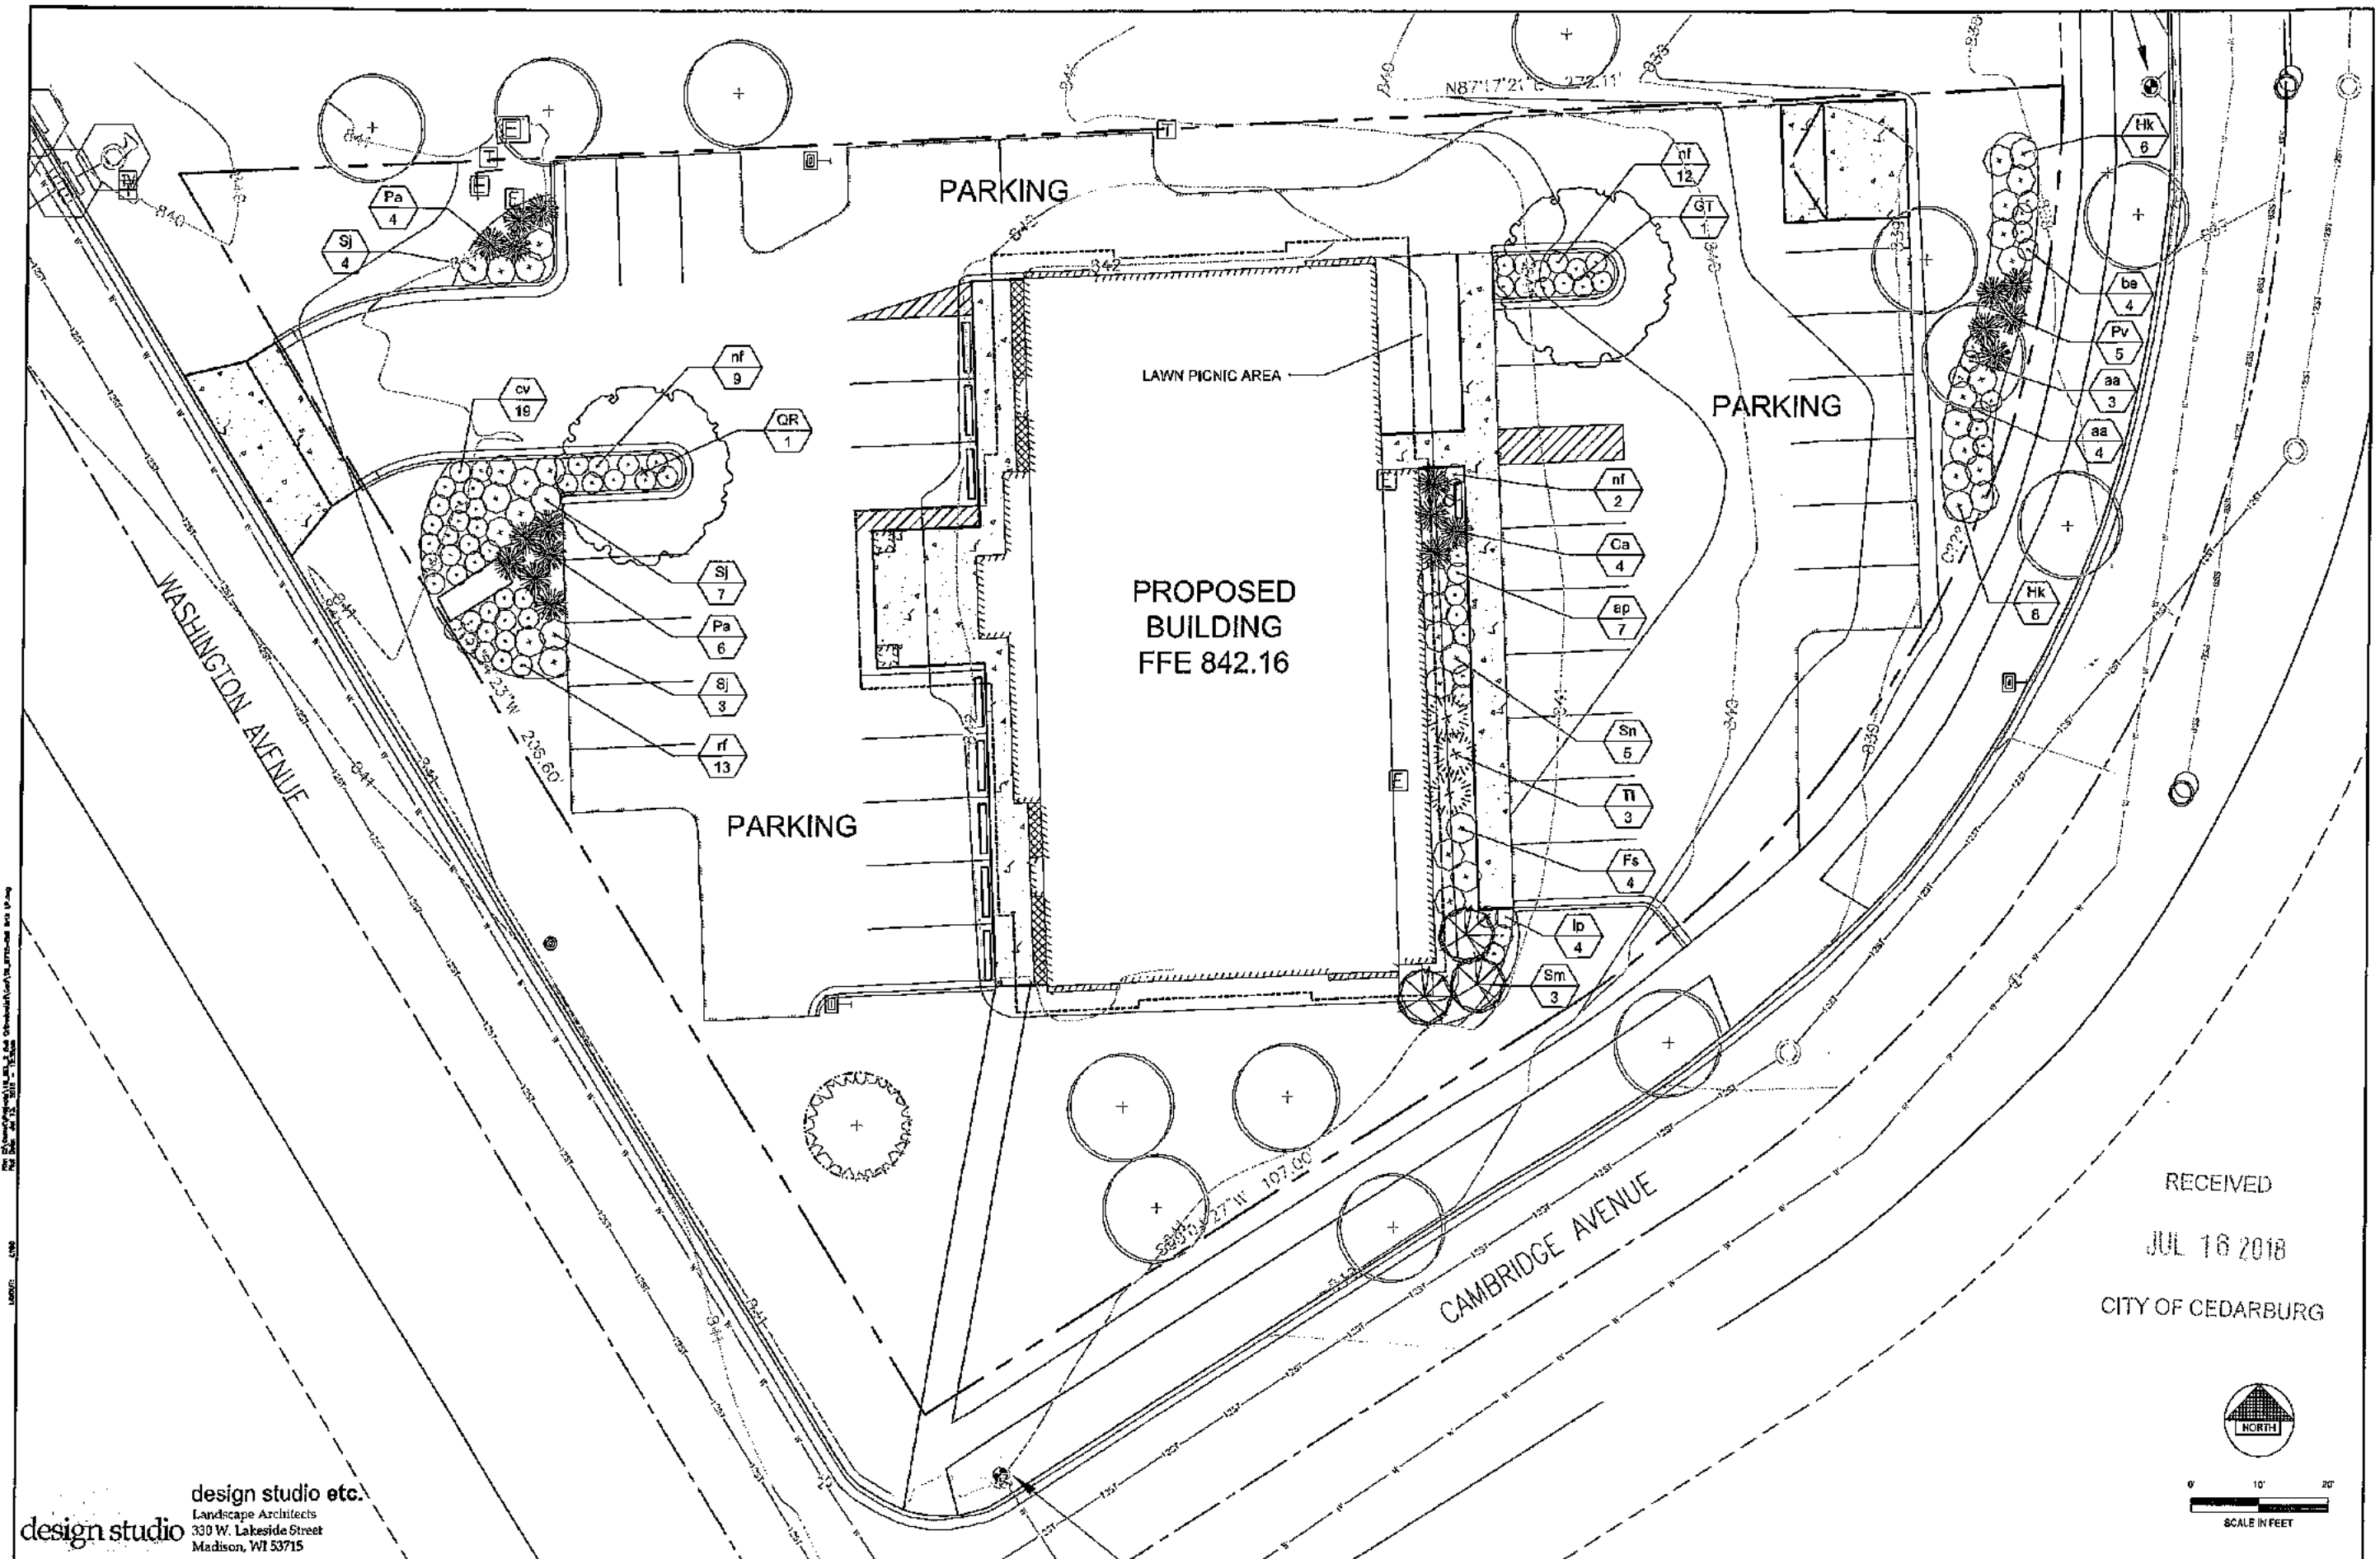 N87°17'21" 272.11'
PARKING
Pa
4
Sj
4
nf
12
GT
1
Hk
6
be
4
Pv
5
aa
3
aa
4
Hk
8
LAWN PICNIC AREA
PARKING
cv
19
nf
9
QR
1
Sj
7
Pa
6
Sj
3
rf
13
PROPOSED
BUILDING
FFE 842.16
nf
2
Ca
4
ap
7
Sn
5
TI
3
Fs
4
Ip
4
Sm
3
WASHINGTON AVENUE
206.60'
PARKING
107.00'
CAMBRIDGE AVENUE
RECEIVED
JUL 16 2018
CITY OF CEDARBURG
NORTH
0' 10' 20'
SCALE IN FEET
design studio etc.
Landscape Architects
330 W. Lakeside Street
Madison, WI 53715
design studio